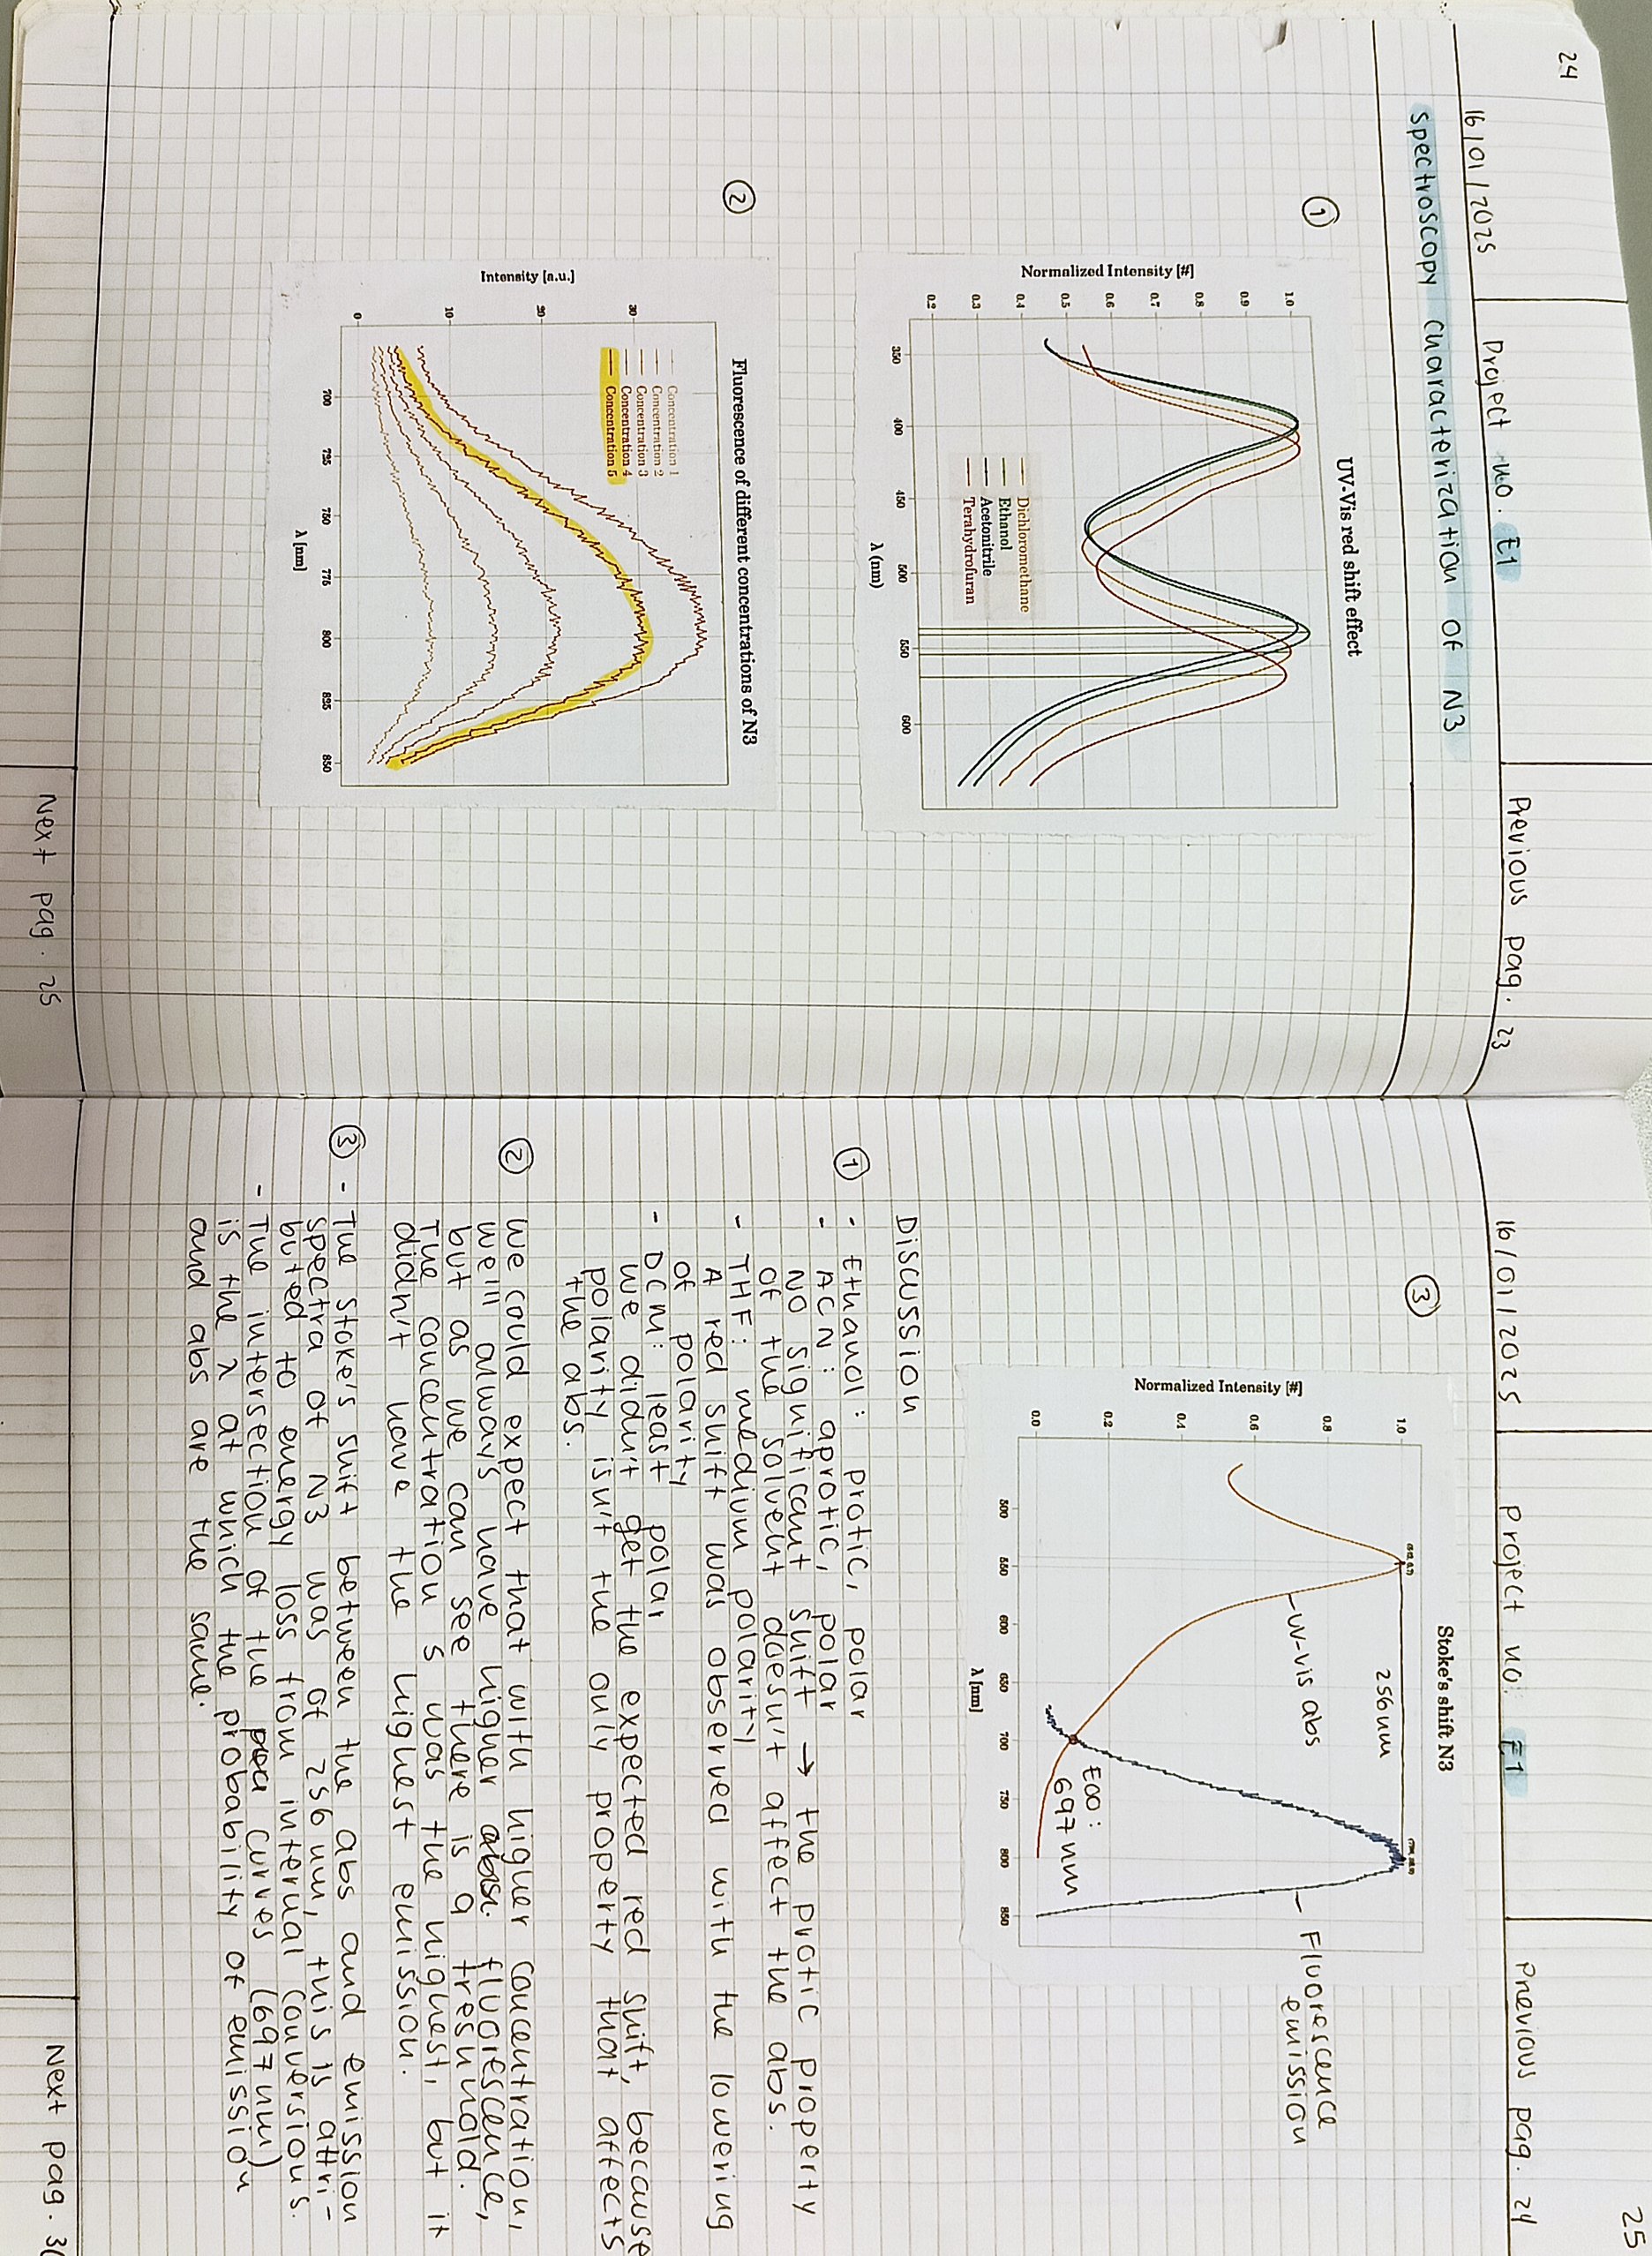 24
16/01/2025
Project no. E1
Previous pag. 23
spectroscopy characterization of N3
①
UV-Vis red shift effect
Normalized Intensity [#]
1.0
0.9
0.8
0.7
0.6
0.5
0.4
0.3
0.2
Dichloromethane
Ethanol
Acetonitrile
Terahydrofuran
350
400
450
500
550
600
λ (nm)
②
Fluorescence of different concentrations of N3
Intensity [a.u.]
30
20
10
0
Concentration 1
Concentration 2
Concentration 3
Concentration 4
Concentration 5
700
725
750
775
800
825
850
λ [nm]
Next pag. 25
25
16/01/2025
project no: E1
Previous pag. 24
③
Stoke's shift N3
Normalized Intensity [#]
1.0
0.8
0.6
0.4
0.2
0.0
256nm
UV-vis abs
Fluorescence
emission
E00:
697nm
500
550
600
650
700
750
800
850
λ [nm]
Discussion
① - Ethanol: protic, polar
- ACN: aprotic, polar
No significant shift → the protic property
of the solvent doesn't affect the abs.
- THF: medium polarity
A red shift was observed with the lowering
of polarity
- DCM: least polar
We didn't get the expected red shift, because
polarity isn't the only property that affects
the abs.
② We could expect that with higher concentration,
we'll always have higher fluorescence,
but as we can see there is a treshhold.
The concentration 5 was the highest, but it
didn't have the highest emission.
③ - The Stoke's shift between the abs and emission
spectra of N3 was of 256nm, this is attri-
buted to energy loss from internal conversions.
- The intersection of the curves (697nm)
is the λ at which the probability of emission
and abs are the same.
Next pag.